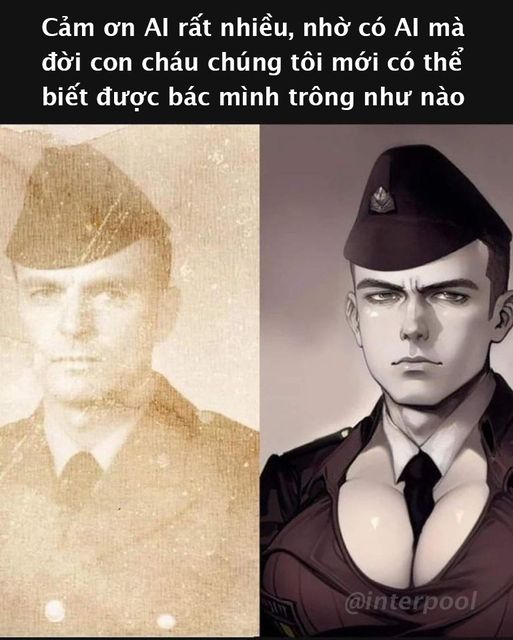 Cảm ơn AI rất nhiều, nhờ có AI mà
đời con cháu chúng tôi mới có thể
biết được bác mình trông như nào
@interpool